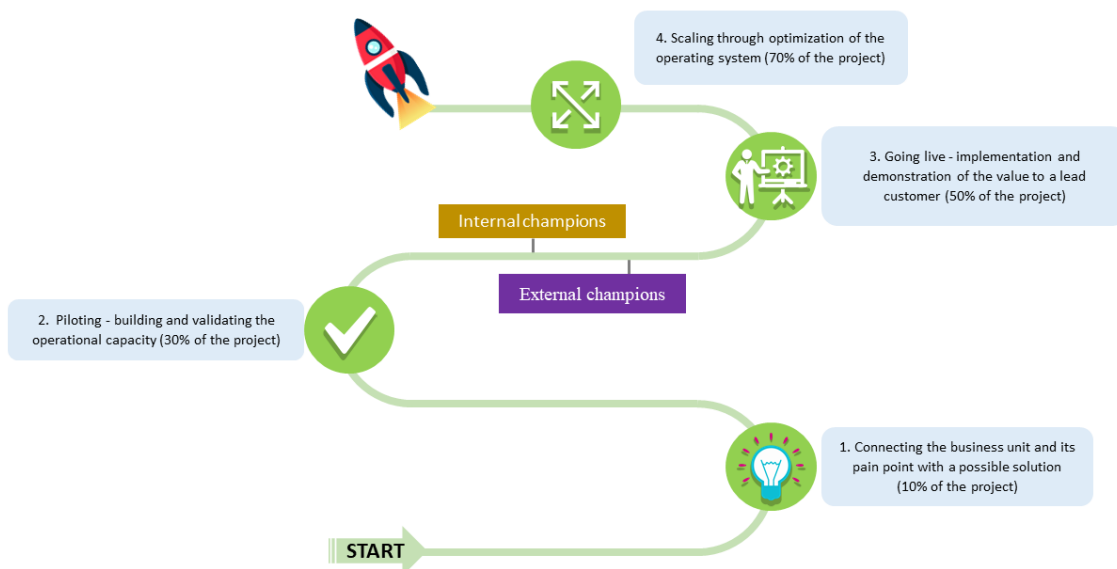 4. Scaling through optimization of the
operating system (70% of the project)
3. Going live - implementation and
demonstration of the value to a lead
customer (50% of the project)
Internal champions
External champions
2. Piloting - building and validating the
operational capacity (30% of the project)
1. Connecting the business unit and its
pain point with a possible solution
(10% of the project)
START